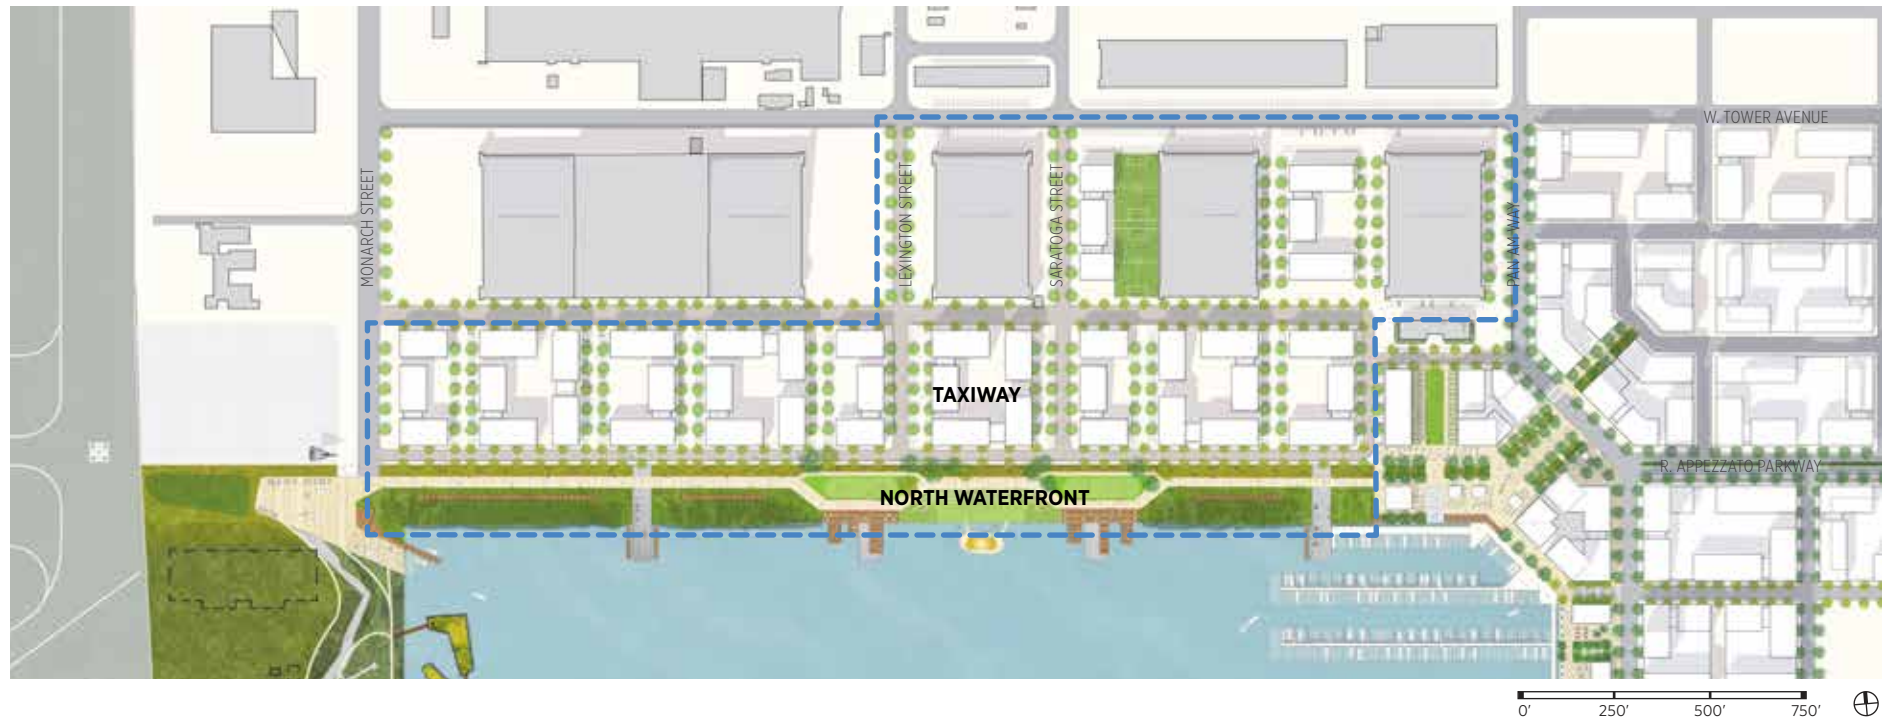 W. TOWER AVENUE
MONARCH STREET
LEXINGTON STREET
SARATOGA STREET
PAN AM WAY
TAXIWAY
R. APPEZZATO PARKWAY
NORTH WATERFRONT
0' 250' 500' 750'